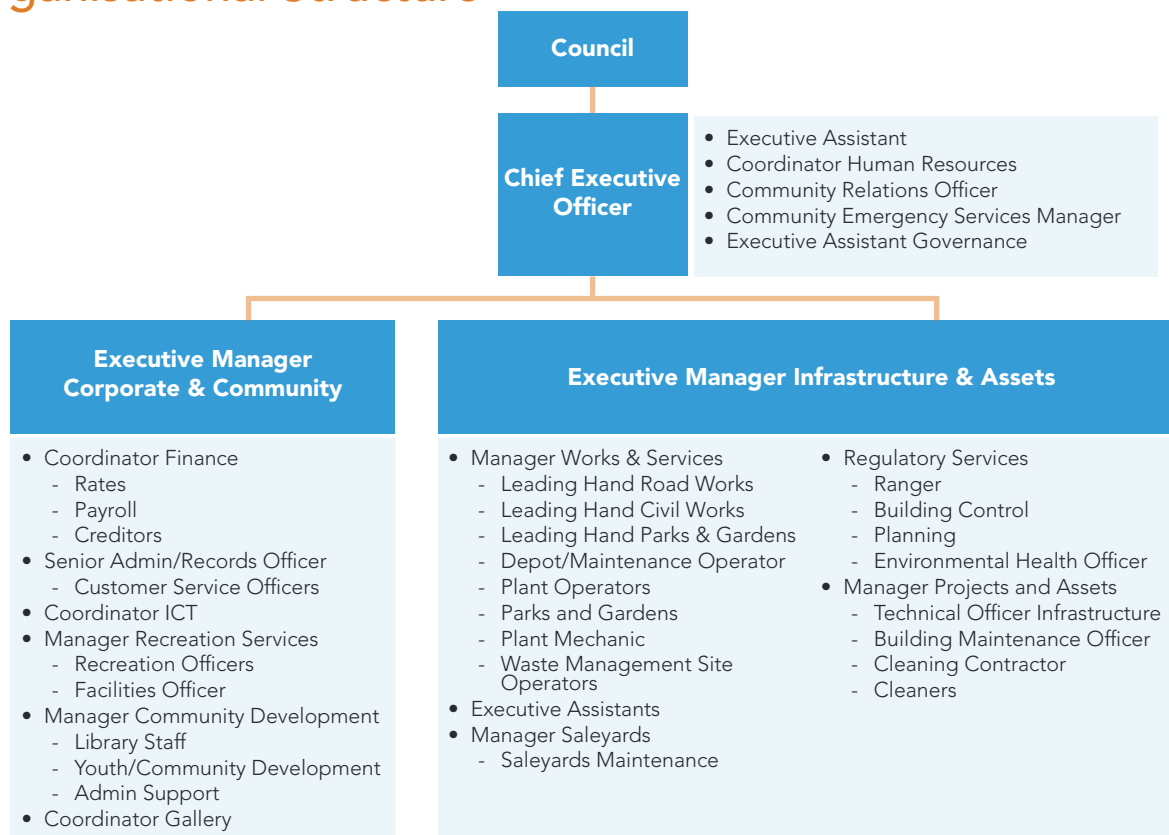 ganisational Structure
Council
Chief Executive
Officer
• Executive Assistant
• Coordinator Human Resources
• Community Relations Officer
• Community Emergency Services Manager
• Executive Assistant Governance
Executive Manager
Corporate & Community
• Coordinator Finance
- Rates
- Payroll
- Creditors
• Senior Admin/Records Officer
- Customer Service Officers
• Coordinator ICT
• Manager Recreation Services
- Recreation Officers
- Facilities Officer
• Manager Community Development
- Library Staff
- Youth/Community Development
- Admin Support
• Coordinator Gallery
Executive Manager Infrastructure & Assets
• Manager Works & Services
- Leading Hand Road Works
- Leading Hand Civil Works
- Leading Hand Parks & Gardens
- Depot/Maintenance Operator
- Plant Operators
- Parks and Gardens
- Plant Mechanic
- Waste Management Site
Operators
• Executive Assistants
• Manager Saleyards
- Saleyards Maintenance
• Regulatory Services
- Ranger
- Building Control
- Planning
- Environmental Health Officer
• Manager Projects and Assets
- Technical Officer Infrastructure
- Building Maintenance Officer
- Cleaning Contractor
- Cleaners